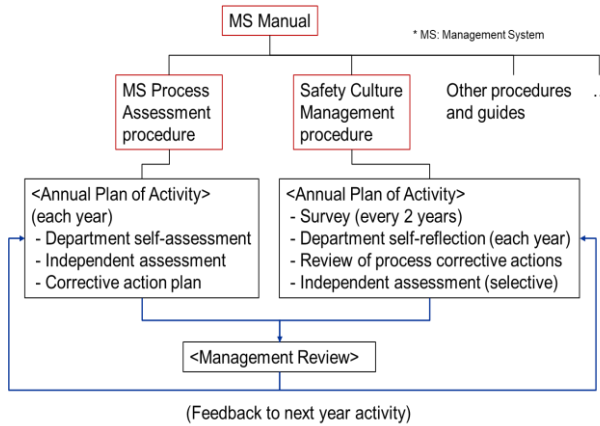 MS Manual
* MS: Management System
MS Process
Assessment
procedure
Safety Culture
Management
procedure
Other procedures
and guides
..
<Annual Plan of Activity>
(each year)
- Department self-assessment
- Independent assessment
- Corrective action plan
<Annual Plan of Activity>
- Survey (every 2 years)
- Department self-reflection (each year)
- Review of process corrective actions
- Independent assessment (selective)
<Management Review>
(Feedback to next year activity)